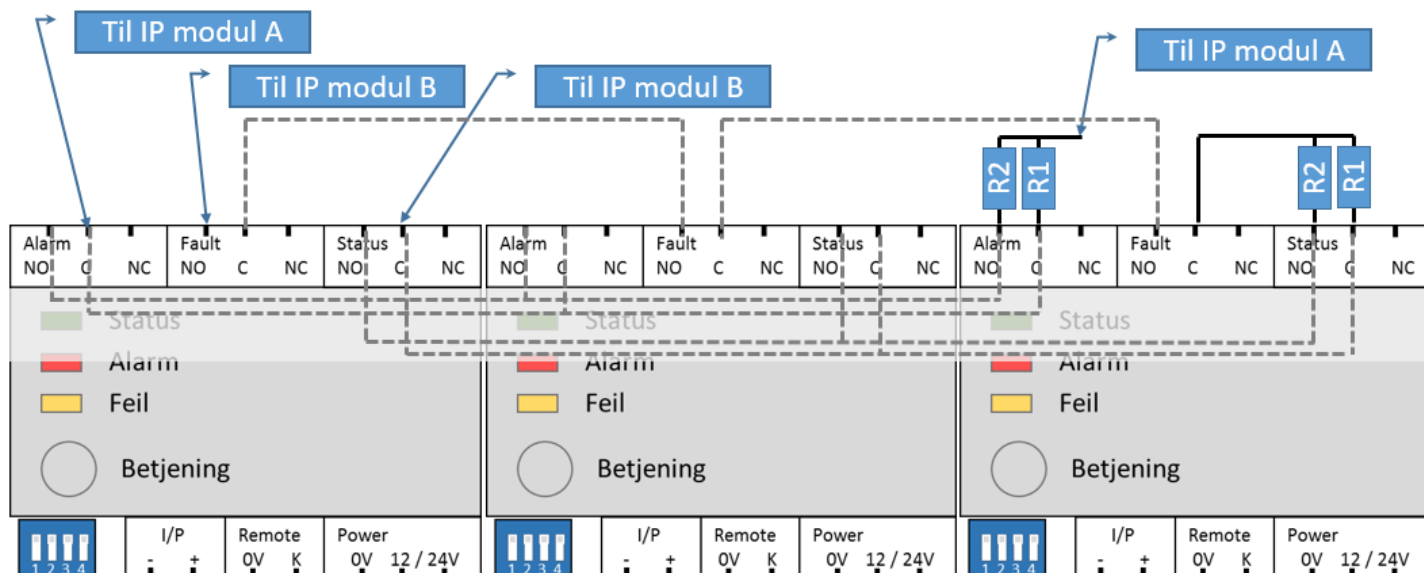 Til IP modul A
Til IP modul A
Til IP modul B
Til IP modul B
R2 R1 R2 R1
Alarm Fault Status Alarm Fault Status Alarm Fault Status
NO C NC NO C NC NO C NC NO C NC NO C NC NO C NC NO C NC NO C NC NO C NC
Status Status Status
Alarm Alarm Alarm
Feil Feil Feil
Betjening Betjening Betjening
I/P Remote Power I/P Remote Power I/P Remote Power
- + 0V K 0V 12 / 24V - + 0V K 0V 12 / 24V - + 0V K 0V 12 / 24V
1 2 3 4 1 2 3 4 1 2 3 4